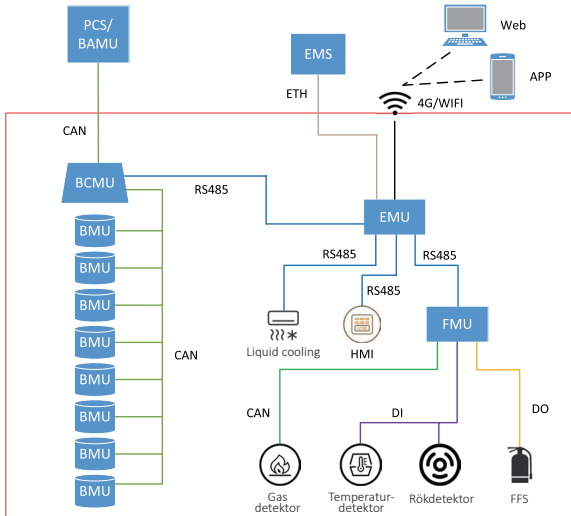 PCS/
BAMU
EMS
Web
APP
ETH
4G/WIFI
CAN
BCMU
RS485
EMU
BMU
BMU
BMU
BMU
BMU
BMU
BMU
BMU
CAN
RS485
RS485
RS485
Liquid cooling
HMI
FMU
CAN
DI
DO
Gas
detektor
Temperatur-
detektor
Rökdetektor
FFS